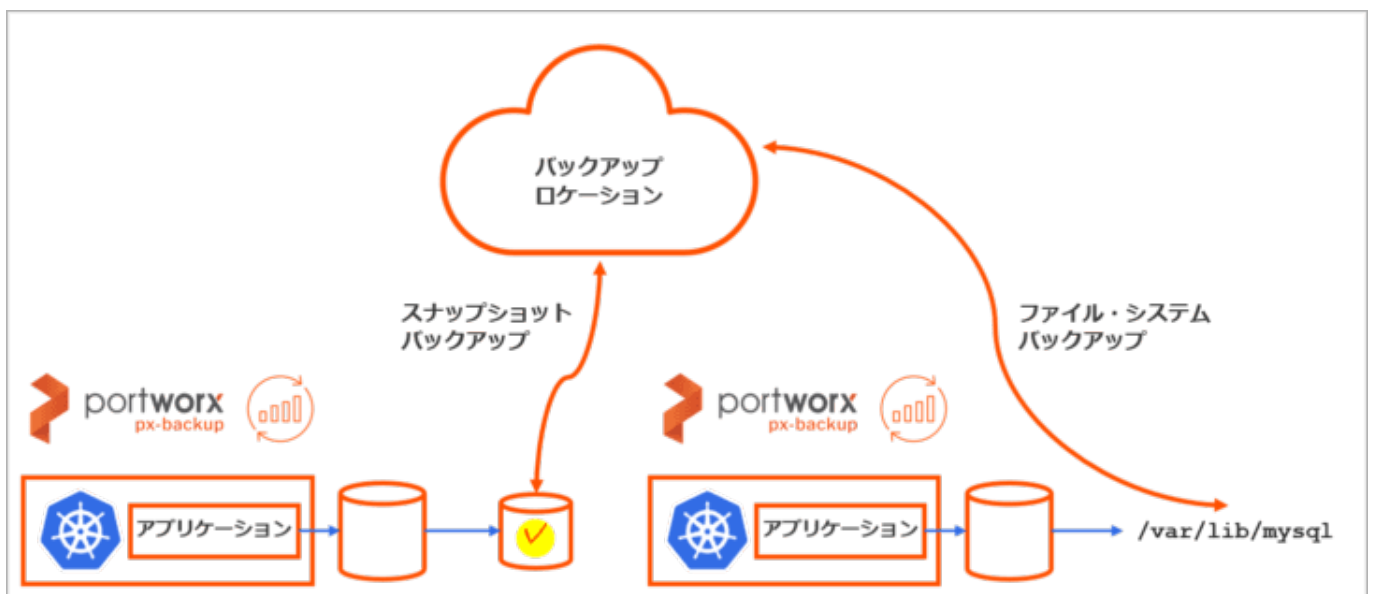 バックアップ
ロケーション
スナップショット
バックアップ
ファイル・システム
バックアップ
portworx
px-backup
portworx
px-backup
アプリケーション
アプリケーション
/var/lib/mysql